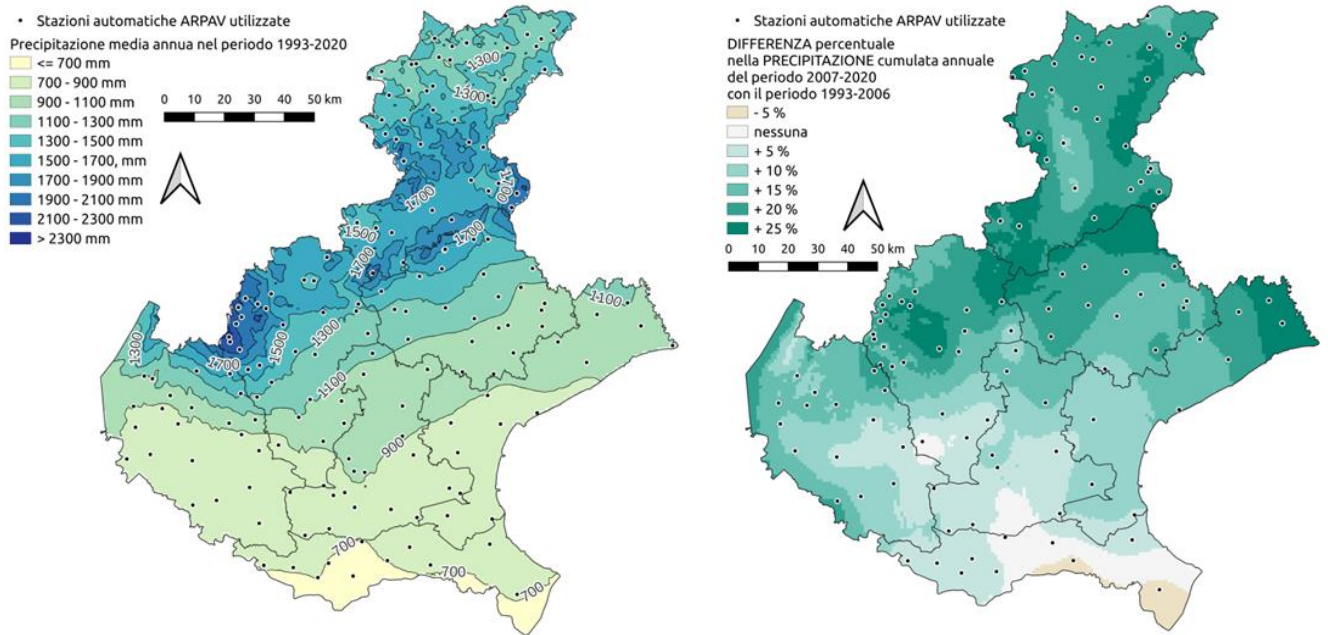 • Stazioni automatiche ARPAV utilizzate
Precipitazione media annua nel periodo 1993-2020
<= 700 mm
700 - 900 mm
900 - 1100 mm
1100 - 1300 mm
1300 - 1500 mm
1500 - 1700, mm
1700 - 1900 mm
1900 - 2100 mm
2100 - 2300 mm
> 2300 mm
0 10 20 30 40 50 km
1300
1300
1700
1700
1500
1700
1700
1100
1300
1700
1500
1300
1100
900
700
700
700
• Stazioni automatiche ARPAV utilizzate
DIFFERENZA percentuale
nella PRECIPITAZIONE cumulata annuale
del periodo 2007-2020
con il periodo 1993-2006
- 5 %
nessuna
+ 5 %
+ 10 %
+ 15 %
+ 20 %
+ 25 %
0 10 20 30 40 50 km